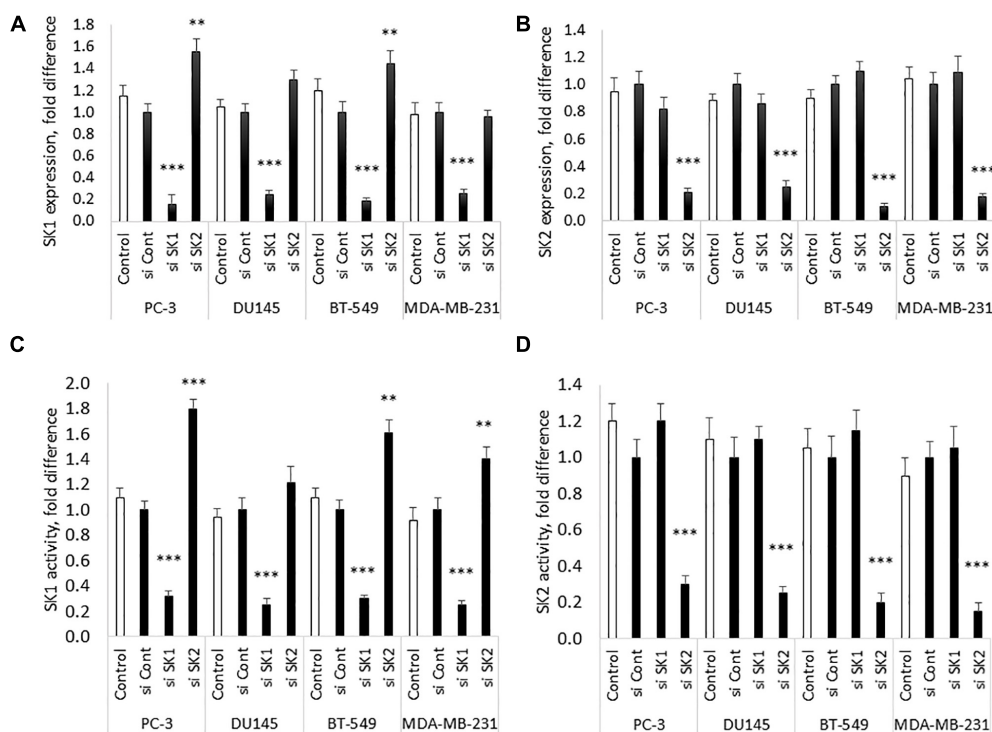 A
SK1 expression, fold difference
1.8
1.6
1.4
1.2
1.0
0.8
0.6
0.4
0.2
0.0
*** ** *** *** ** ***
Control si Cont si SK1 si SK2 Control si Cont si SK1 si SK2 Control si Cont si SK1 si SK2 Control si Cont si SK1 si SK2
PC-3 DU145 BT-549 MDA-MB-231
B
SK2 expression, fold difference
1.4
1.2
1.0
0.8
0.6
0.4
0.2
0.0
*** *** *** ***
Control si Cont si SK1 si SK2 Control si Cont si SK1 si SK2 Control si Cont si SK1 si SK2 Control si Cont si SK1 si SK2
PC-3 DU145 BT-549 MDA-MB-231
C
SK1 activity, fold difference
2.0
1.8
1.6
1.4
1.2
1.0
0.8
0.6
0.4
0.2
0.0
*** *** *** *** ** *** **
Control si Cont si SK1 si SK2 Control si Cont si SK1 si SK2 Control si Cont si SK1 si SK2 Control si Cont si SK1 si SK2
PC-3 DU145 BT-549 MDA-MB-231
D
SK2 activity, fold difference
1.4
1.2
1.0
0.8
0.6
0.4
0.2
0.0
*** *** *** ***
Control si Cont si SK1 si SK2 Control si Cont si SK1 si SK2 Control si Cont si SK1 si SK2 Control si Cont si SK1 si SK2
PC-3 DU145 BT-549 MDA-MB-231